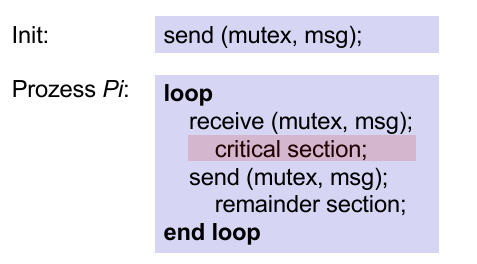 Init: send (mutex, msg);
Prozess Pi: loop
receive (mutex, msg);
critical section;
send (mutex, msg);
remainder section;
end loop